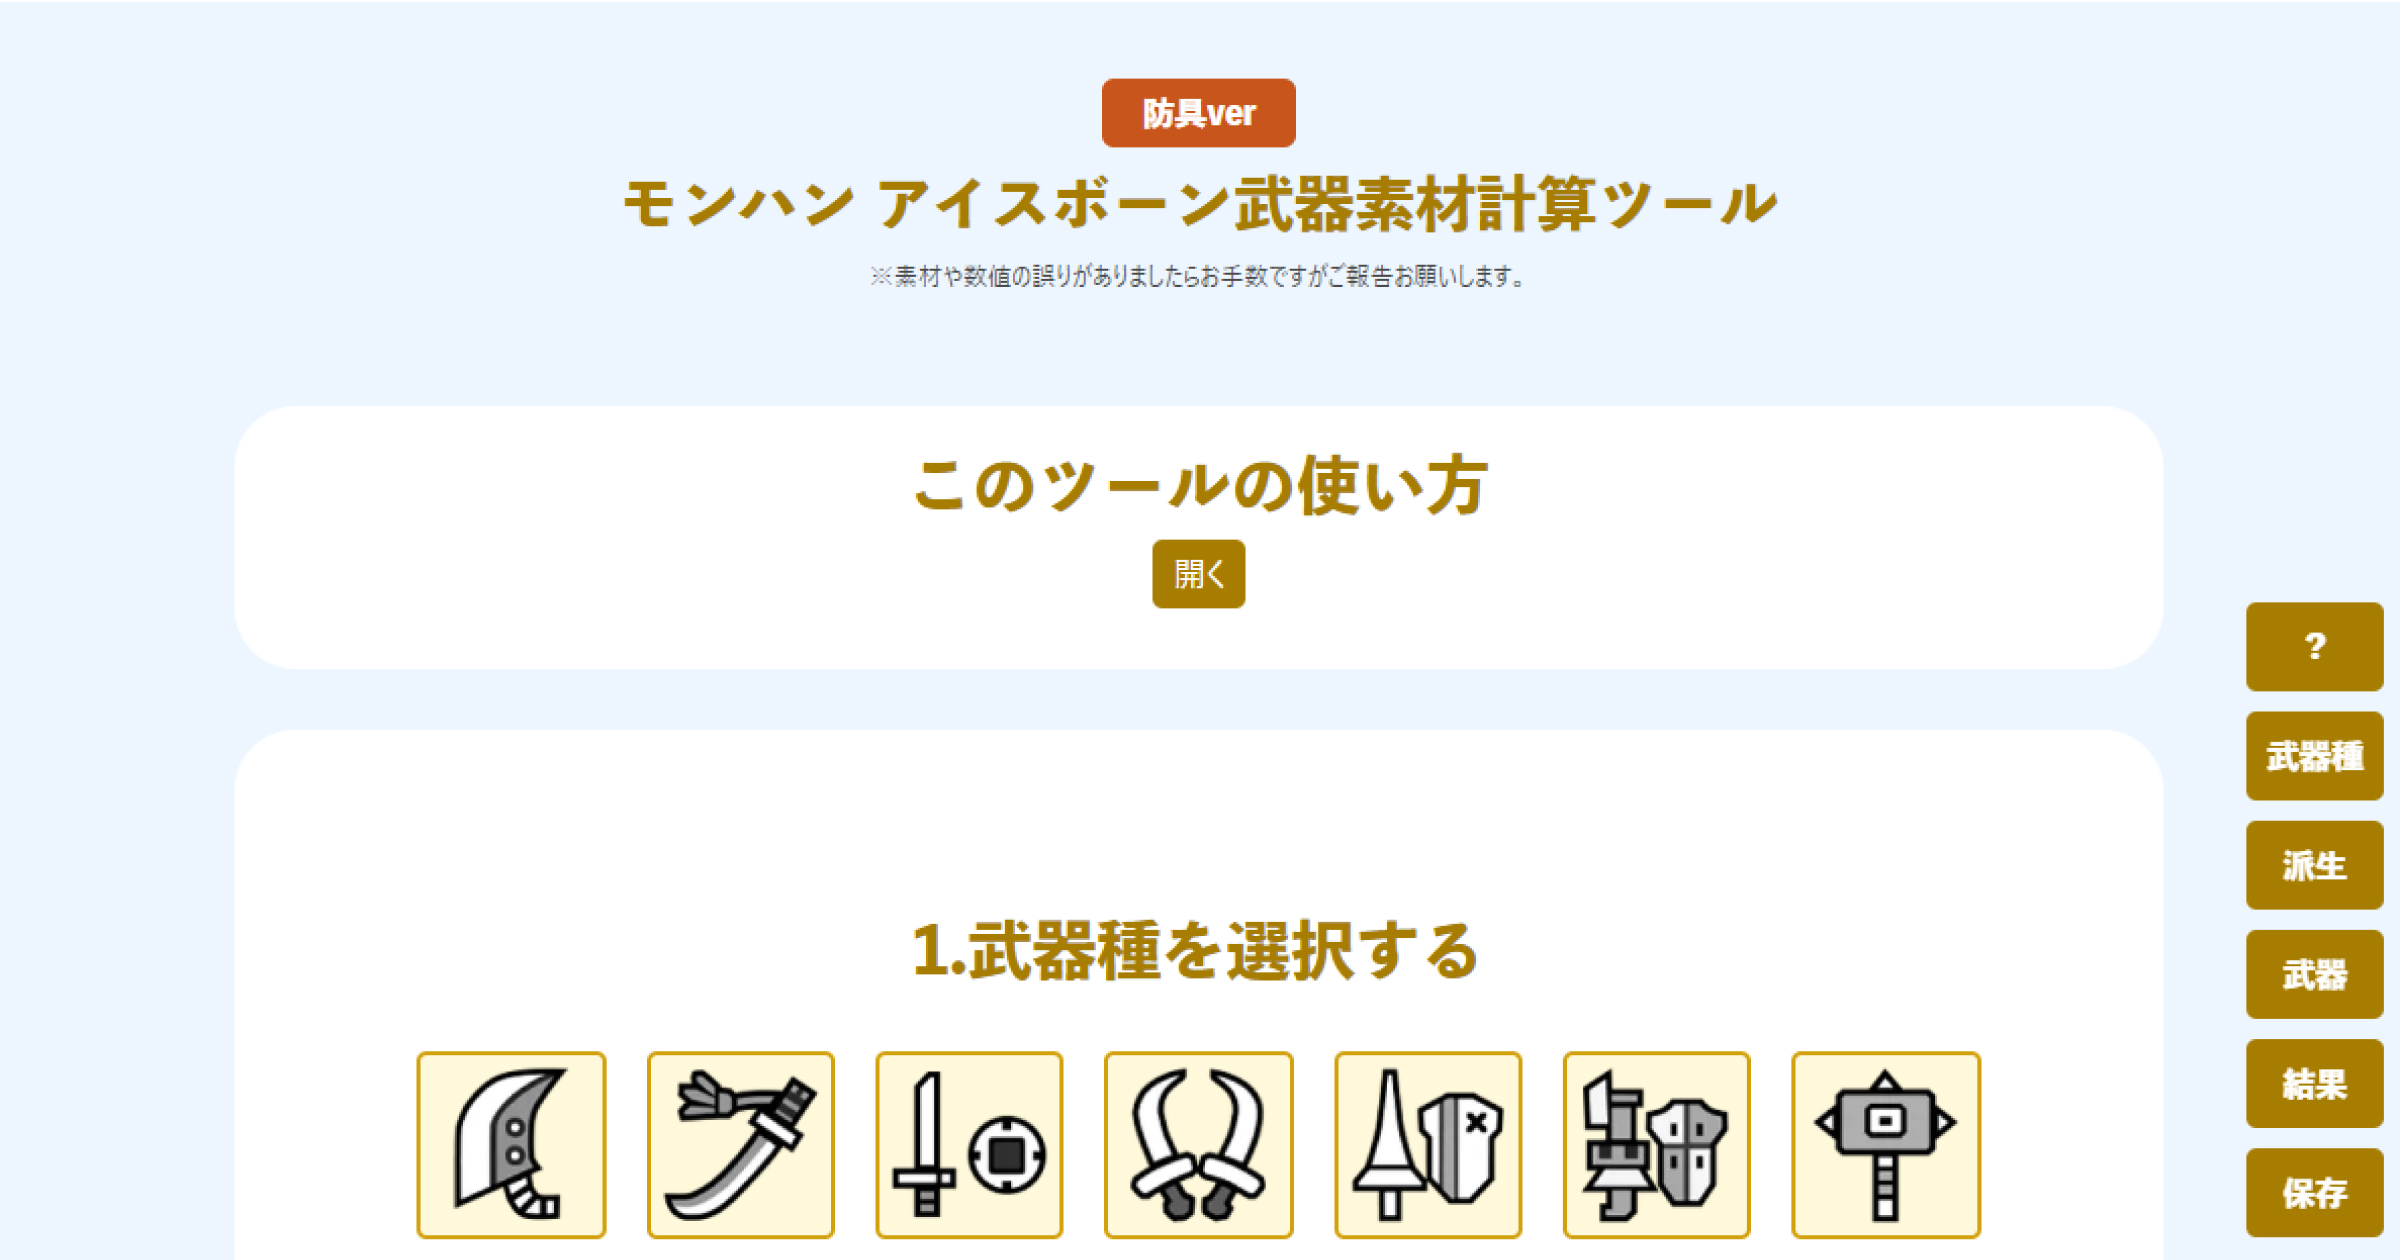 防具ver
モンハン アイスボーン武器素材計算ツール
※素材や数値の誤りがありましたらお手数ですがご報告お願いします。
このツールの使い方
開く
1.武器種を選択する
?
武器種
派生
武器
結果
保存